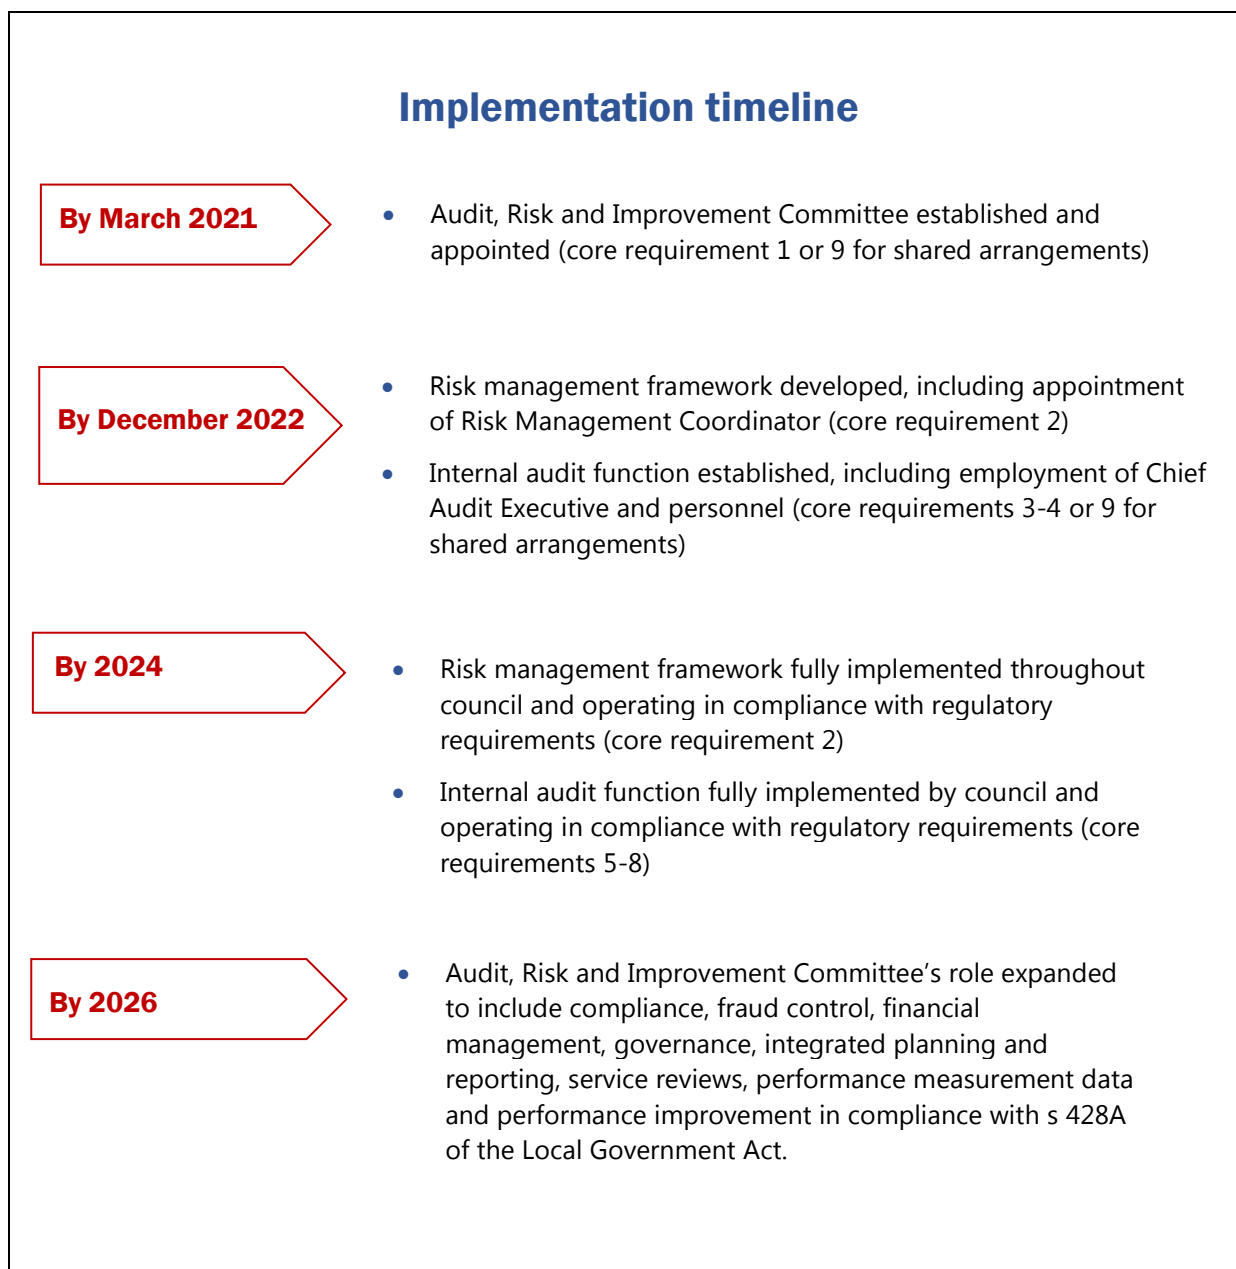 Implementation timeline
By March 2021
• Audit, Risk and Improvement Committee established and
appointed (core requirement 1 or 9 for shared arrangements)
By December 2022
• Risk management framework developed, including appointment
of Risk Management Coordinator (core requirement 2)
• Internal audit function established, including employment of Chief
Audit Executive and personnel (core requirements 3-4 or 9 for
shared arrangements)
By 2024
• Risk management framework fully implemented throughout
council and operating in compliance with regulatory
requirements (core requirement 2)
• Internal audit function fully implemented by council and
operating in compliance with regulatory requirements (core
requirements 5-8)
By 2026
• Audit, Risk and Improvement Committee’s role expanded
to include compliance, fraud control, financial
management, governance, integrated planning and
reporting, service reviews, performance measurement data
and performance improvement in compliance with s 428A
of the Local Government Act.